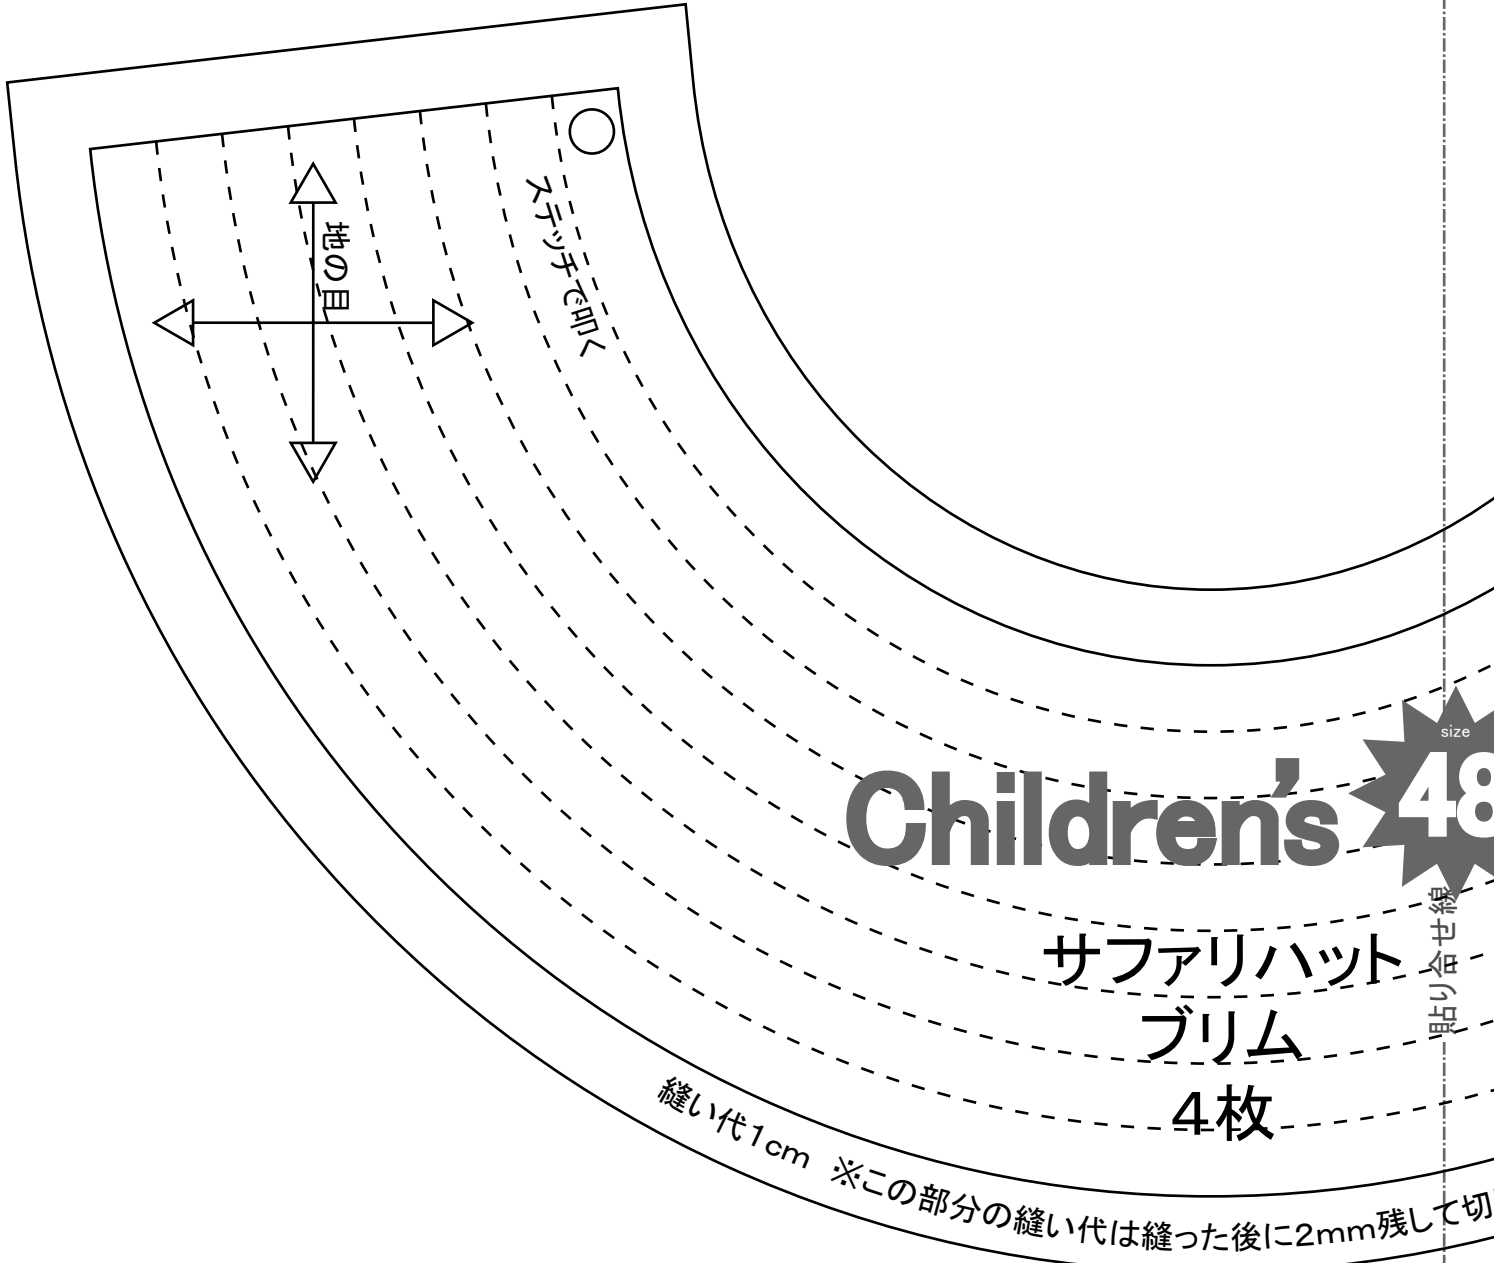 地の目
ステッチで叩く
Children's
size
48
サファリハット
ブリム
4枚
貼り合せ線
縫い代1cm ※この部分の縫い代は縫った後に2mm残して切